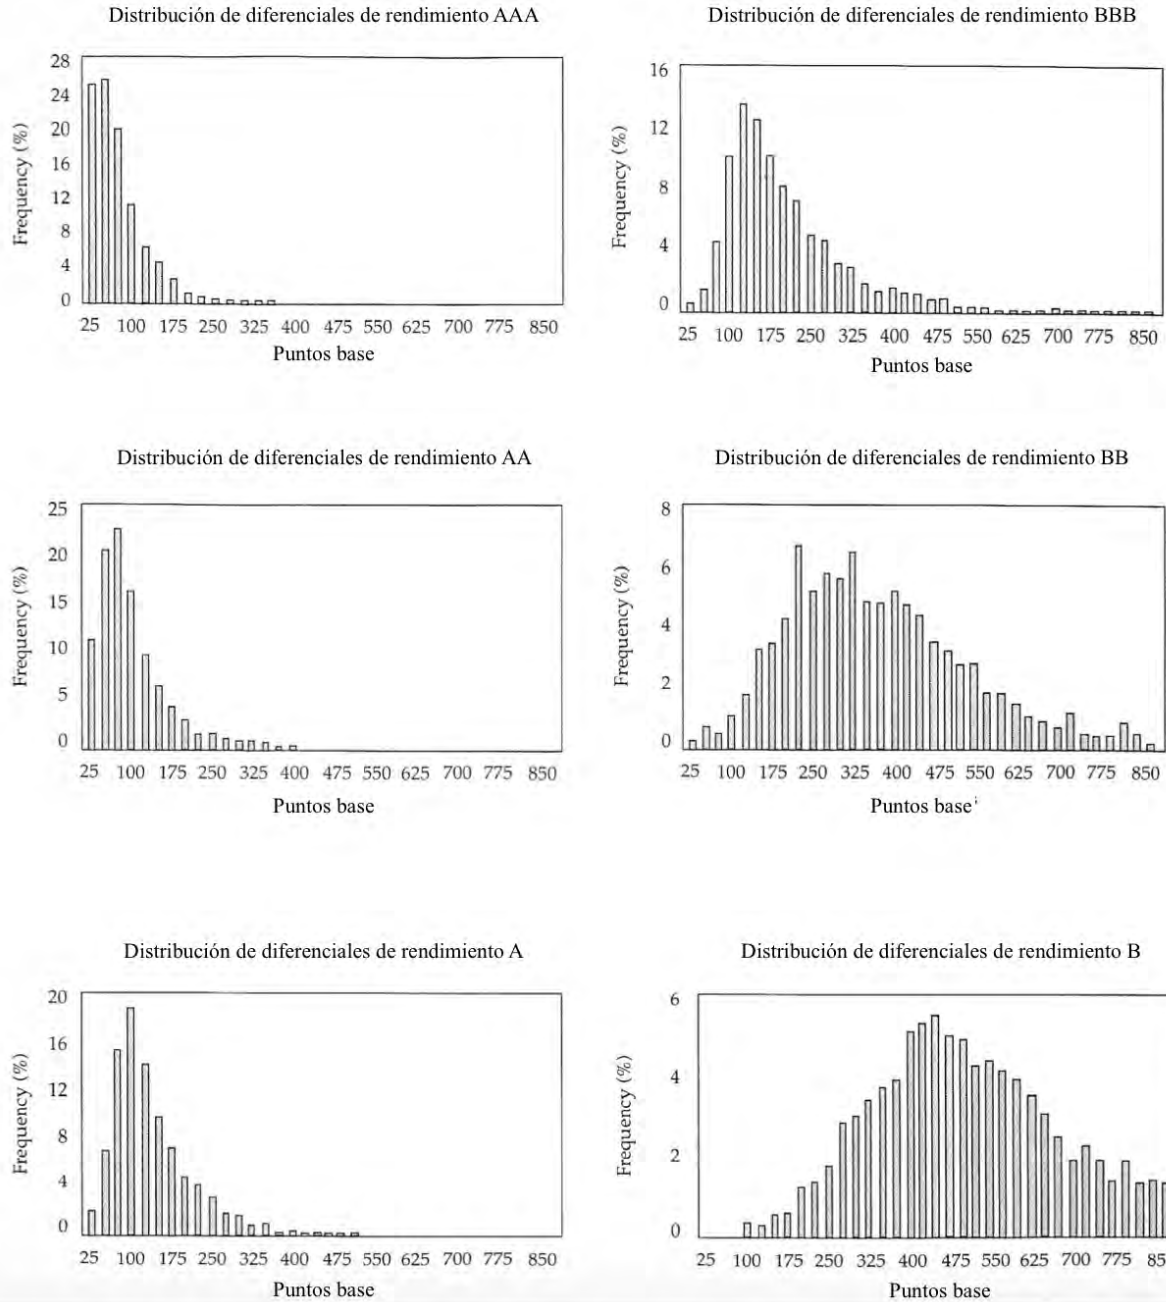 Distribución de diferenciales de rendimiento AAA
Frequency (%)
28
24
20
16
12
8
4
0
25 100 175 250 325 400 475 550 625 700 775 850
Puntos base
Distribución de diferenciales de rendimiento BBB
Frequency (%)
16
12
8
4
0
25 100 175 250 325 400 475 550 625 700 775 850
Puntos base
Distribución de diferenciales de rendimiento AA
Frequency (%)
25
20
15
10
5
0
25 100 175 250 325 400 475 550 625 700 775 850
Puntos base
Distribución de diferenciales de rendimiento BB
Frequency (%)
8
6
4
2
0
25 100 175 250 325 400 475 550 625 700 775 850
Puntos base
Distribución de diferenciales de rendimiento A
Frequency (%)
20
16
12
8
4
0
25 100 175 250 325 400 475 550 625 700 775 850
Puntos base
Distribución de diferenciales de rendimiento B
Frequency (%)
6
4
2
0
25 100 175 250 325 400 475 550 625 700 775
Puntos base